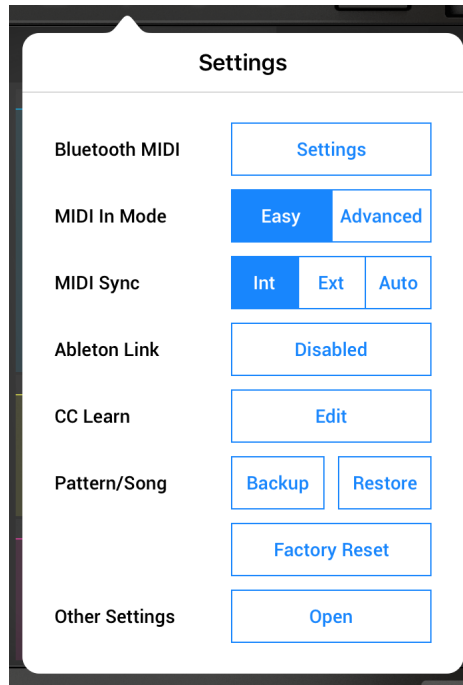 Settings
Bluetooth MIDI Settings
MIDI In Mode Easy Advanced
MIDI Sync Int Ext Auto
Ableton Link Disabled
CC Learn Edit
Pattern/Song Backup Restore
Factory Reset
Other Settings Open